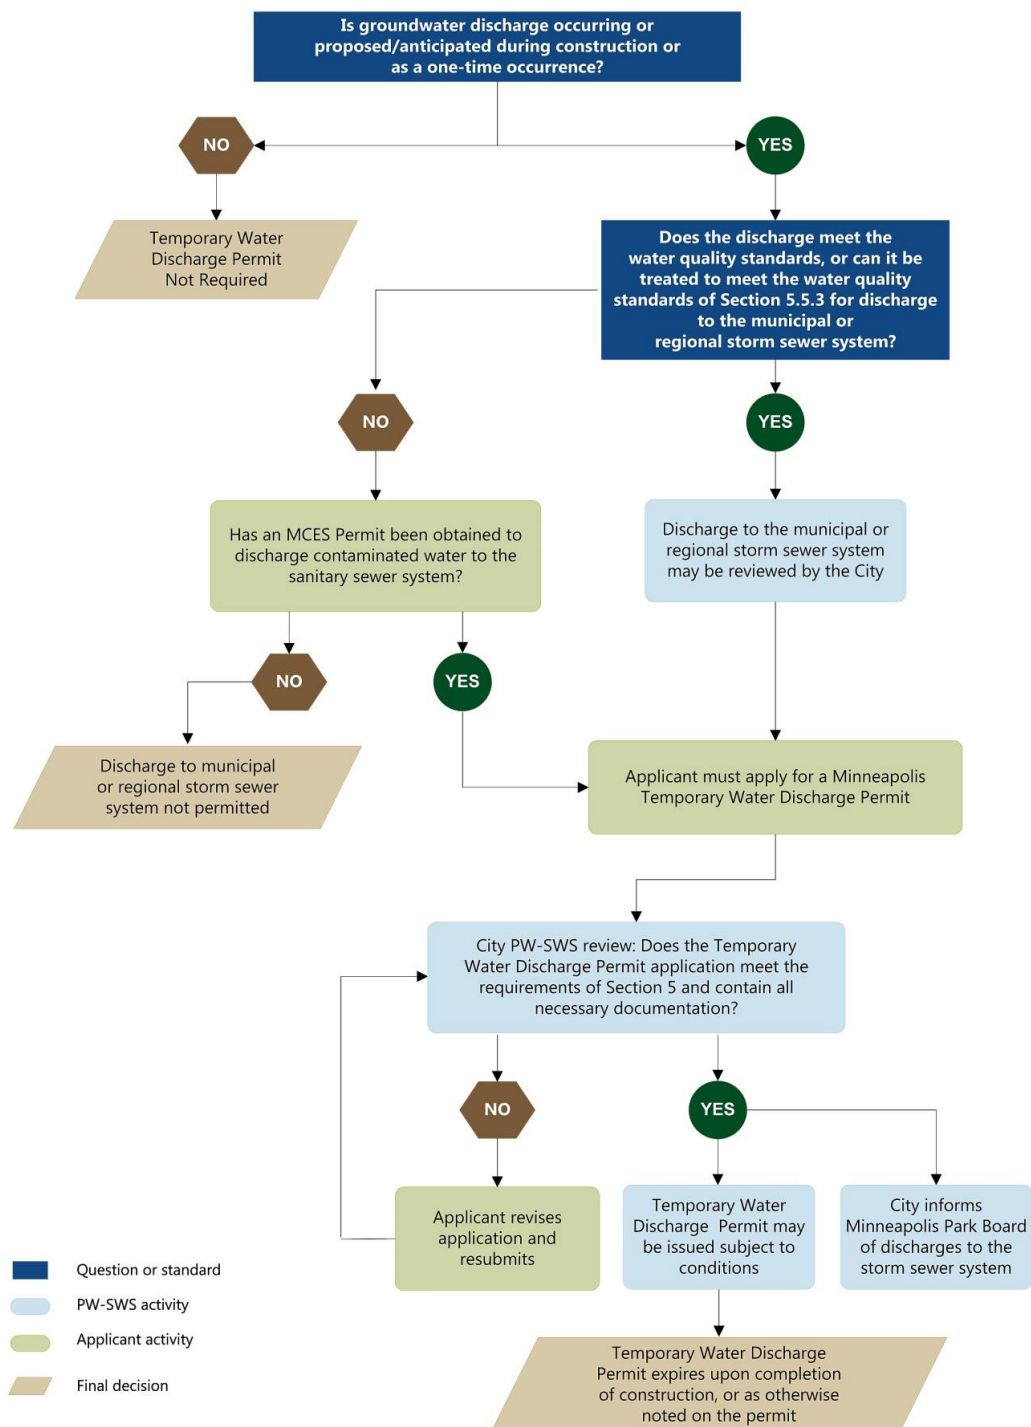 Is groundwater discharge occurring or
proposed/anticipated during construction or
as a one-time occurrence?
NO
YES
Temporary Water
Discharge Permit
Not Required
Does the discharge meet the
water quality standards, or can it be
treated to meet the water quality
standards of Section 5.5.3 for discharge
to the municipal or
regional storm sewer system?
NO
YES
Has an MCES Permit been obtained to
discharge contaminated water to the
sanitary sewer system?
Discharge to the municipal or
regional storm sewer system
may be reviewed by the City
NO
YES
Discharge to municipal
or regional storm sewer
system not permitted
Applicant must apply for a Minneapolis
Temporary Water Discharge Permit
City PW-SWS review: Does the Temporary
Water Discharge Permit application meet the
requirements of Section 5 and contain all
necessary documentation?
NO
YES
Applicant revises
application and
resubmits
Temporary Water
Discharge Permit may
be issued subject to
conditions
City informs
Minneapolis Park Board
of discharges to the
storm sewer system
Question or standard
PW-SWS activity
Applicant activity
Final decision
Temporary Water Discharge
Permit expires upon completion
of construction, or as otherwise
noted on the permit